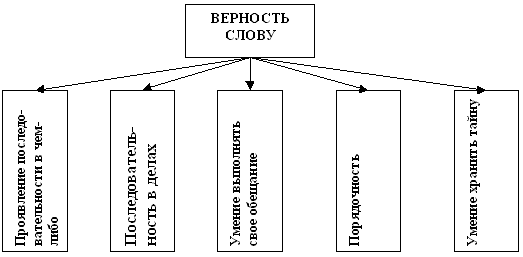 ВЕРНОСТЬ
СЛОВУ
Проявление последо-
вательности в чем-
либо
Последователь-
ность в делах
Умение выполнять
свое обещание
Порядочность
Умение хранить тайну